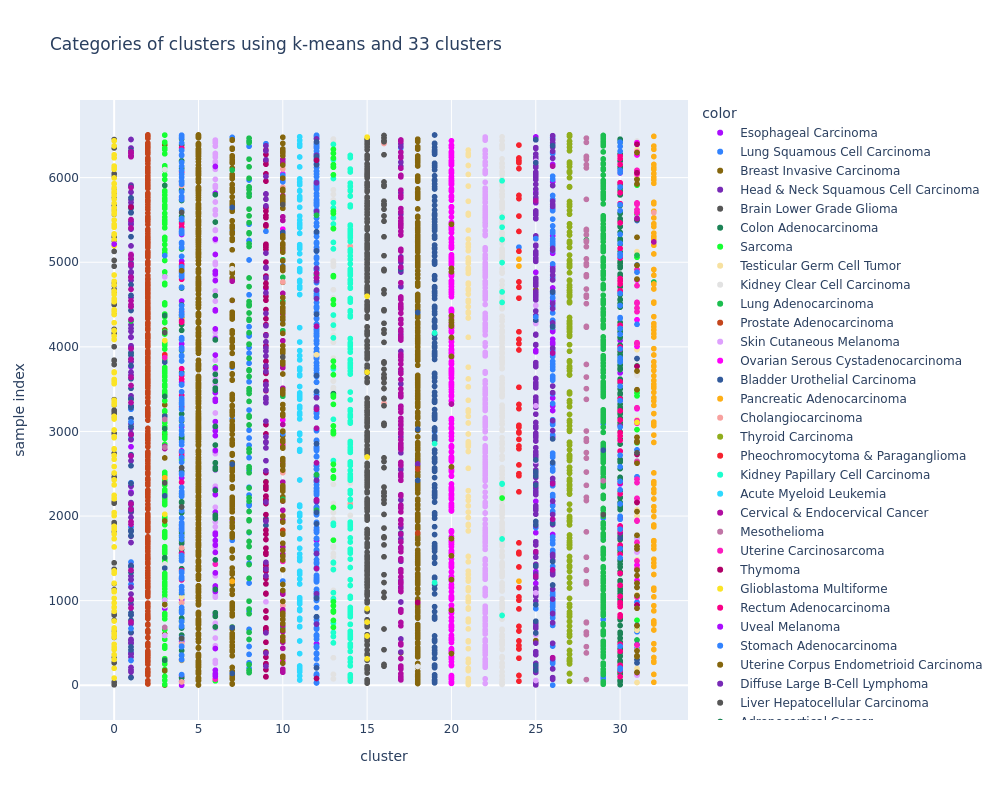 Categories of clusters using k-means and 33 clusters
color
Esophageal Carcinoma
Lung Squamous Cell Carcinoma
Breast Invasive Carcinoma
Head & Neck Squamous Cell Carcinoma
Brain Lower Grade Glioma
Colon Adenocarcinoma
Sarcoma
Testicular Germ Cell Tumor
Kidney Clear Cell Carcinoma
Lung Adenocarcinoma
Prostate Adenocarcinoma
Skin Cutaneous Melanoma
Ovarian Serous Cystadenocarcinoma
Bladder Urothelial Carcinoma
Pancreatic Adenocarcinoma
Cholangiocarcinoma
Thyroid Carcinoma
Pheochromocytoma & Paraganglioma
Kidney Papillary Cell Carcinoma
Acute Myeloid Leukemia
Cervical & Endocervical Cancer
Mesothelioma
Uterine Carcinosarcoma
Thymoma
Glioblastoma Multiforme
Rectum Adenocarcinoma
Uveal Melanoma
Stomach Adenocarcinoma
Uterine Corpus Endometrioid Carcinoma
Diffuse Large B-Cell Lymphoma
Liver Hepatocellular Carcinoma
6000
5000
4000
3000
2000
1000
0
sample index
0 5 10 15 20 25 30
cluster